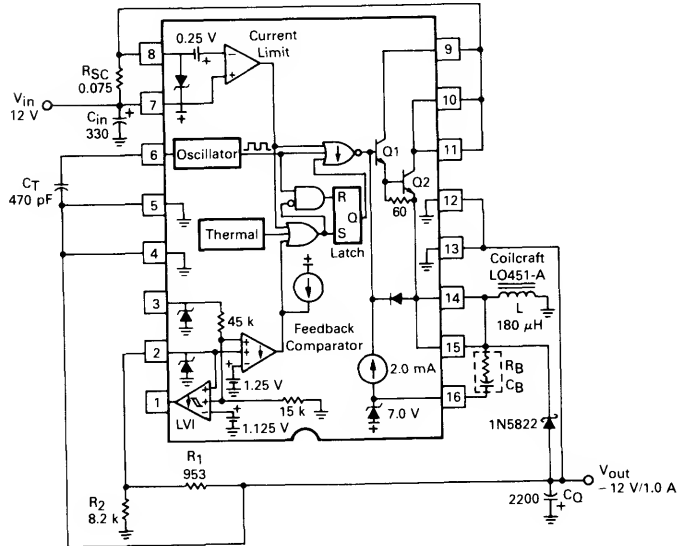 0.25 V
Current
Limit
8
9
RSC
0.075
Vin
12 V
7
10
Cin
330
11
6
Oscillator
Q1
Q2
CT
470 pF
5
R
Q
S
Latch
60
12
Thermal
13
4
Coilcraft
LO451-A
3
14
L
180 μH
45 k
Feedback
Comparator
15
2
2.0 mA
RB
CB
1.25 V
16
1
LVI
15 k
7.0 V
1N5822
1.125 V
R1
953
Vout
– 12 V/1.0 A
R2
8.2 k
2200
CQ